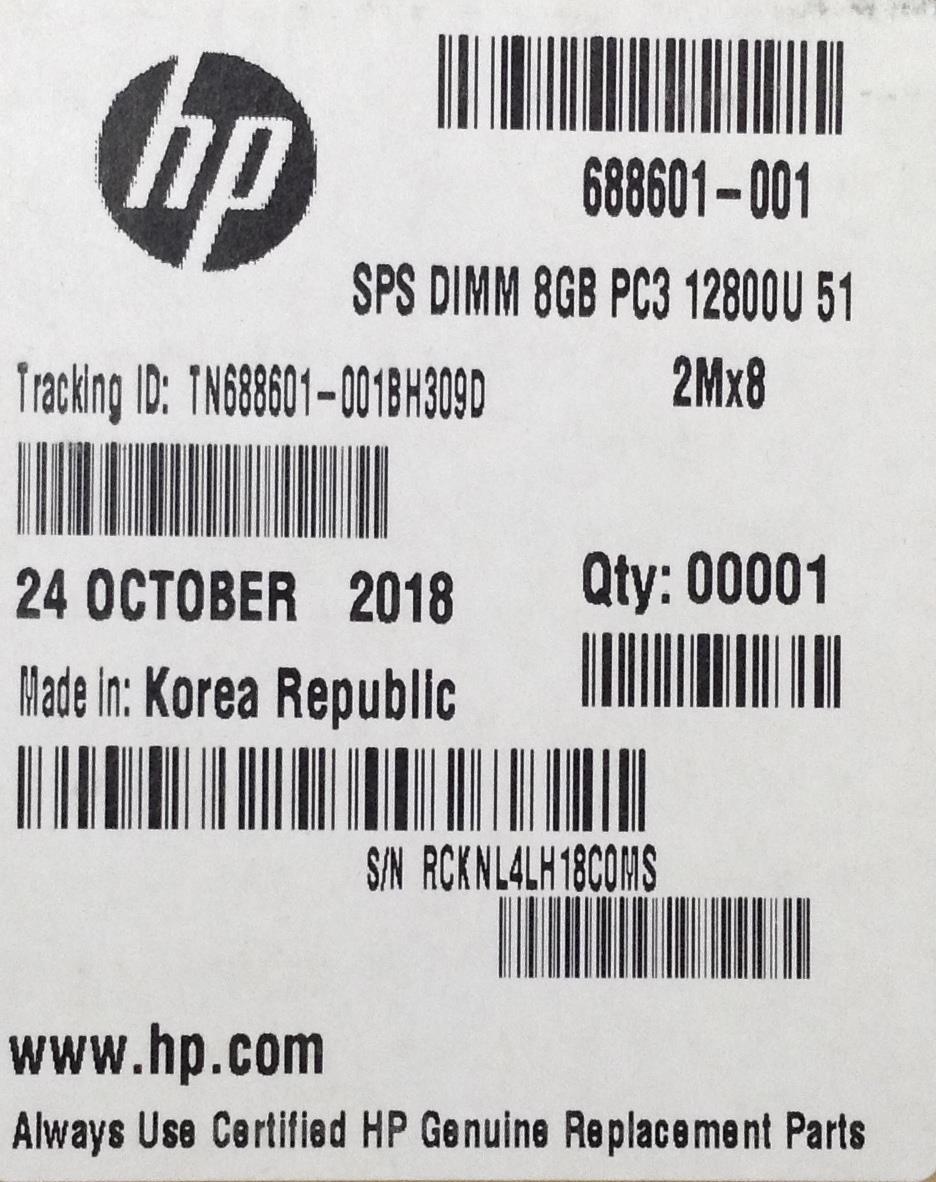 hp
688601-001
SPS DIMM 8GB PC3 12800U 51
2Mx8
Tracking ID: TN688601-001BH309D
24 OCTOBER 2018
Qty: 00001
Made in: Korea Republic
S/N RCKNL4LH18C0MS
www.hp.com
Always Use Certified HP Genuine Replacement Parts